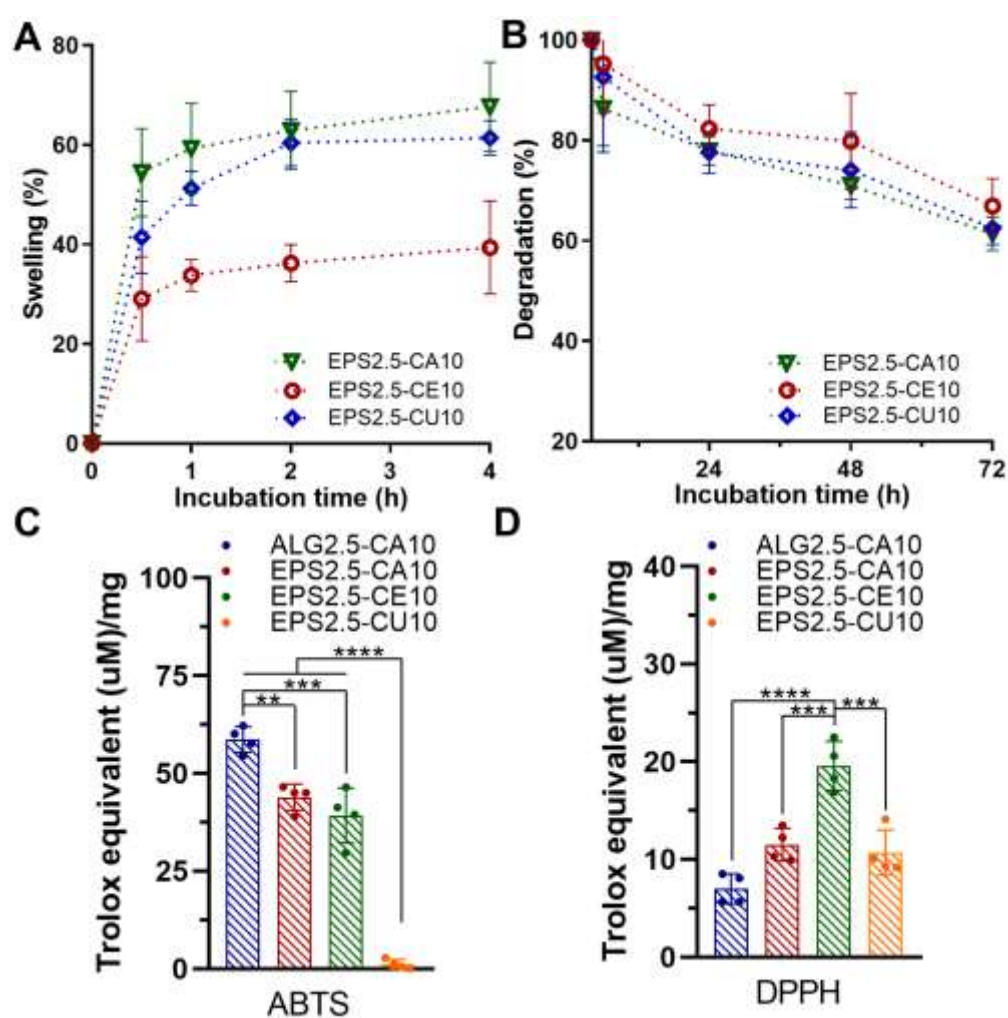 A
Swelling (%)
80
60
40
20
0
EPS2.5-CA10
EPS2.5-CE10
EPS2.5-CU10
0 1 2 3 4
Incubation time (h)
B
Degradation (%)
100
80
60
40
20
EPS2.5-CA10
EPS2.5-CE10
EPS2.5-CU10
24 48 72
Incubation time (h)
C
ALG2.5-CA10
EPS2.5-CA10
EPS2.5-CE10
EPS2.5-CU10
Trolox equivalent (uM)/mg
100
75
50
25
0
****
***
**
ABTS
D
ALG2.5-CA10
EPS2.5-CA10
EPS2.5-CE10
EPS2.5-CU10
Trolox equivalent (uM)/mg
40
30
20
10
0
****
*** ***
DPPH